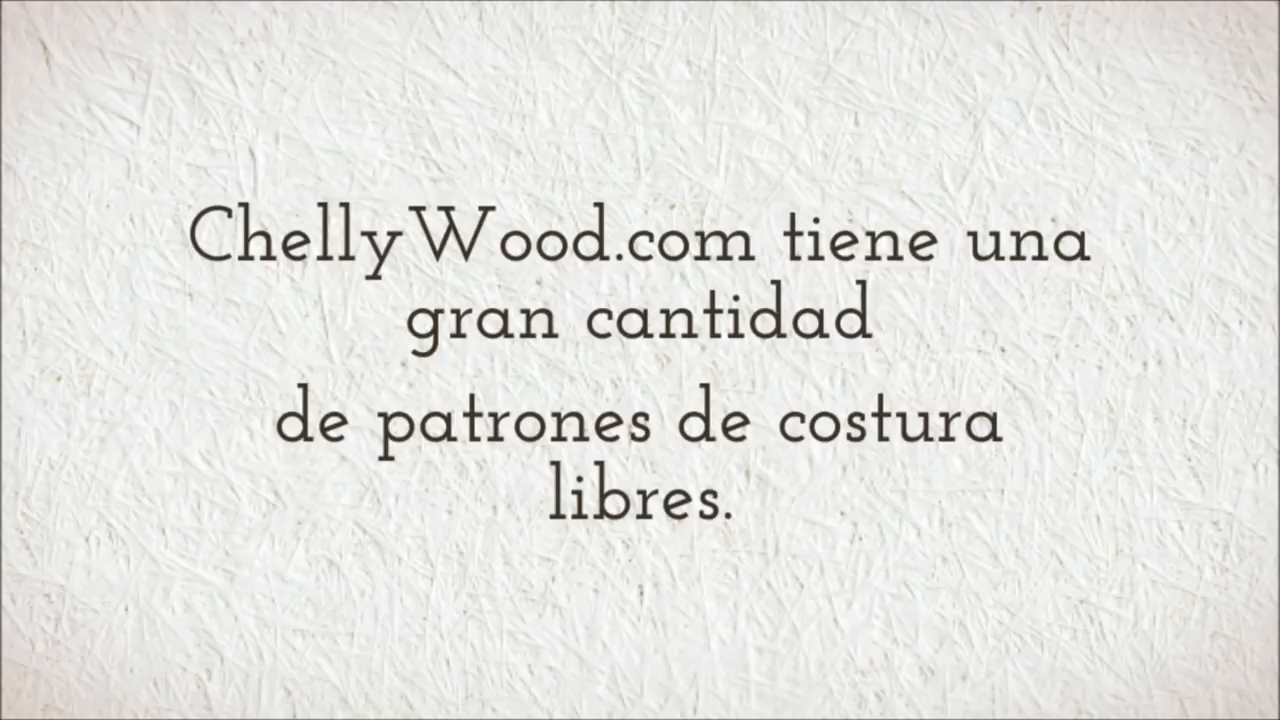 ChellyWood.com tiene una
gran cantidad
de patrones de costura
libres.